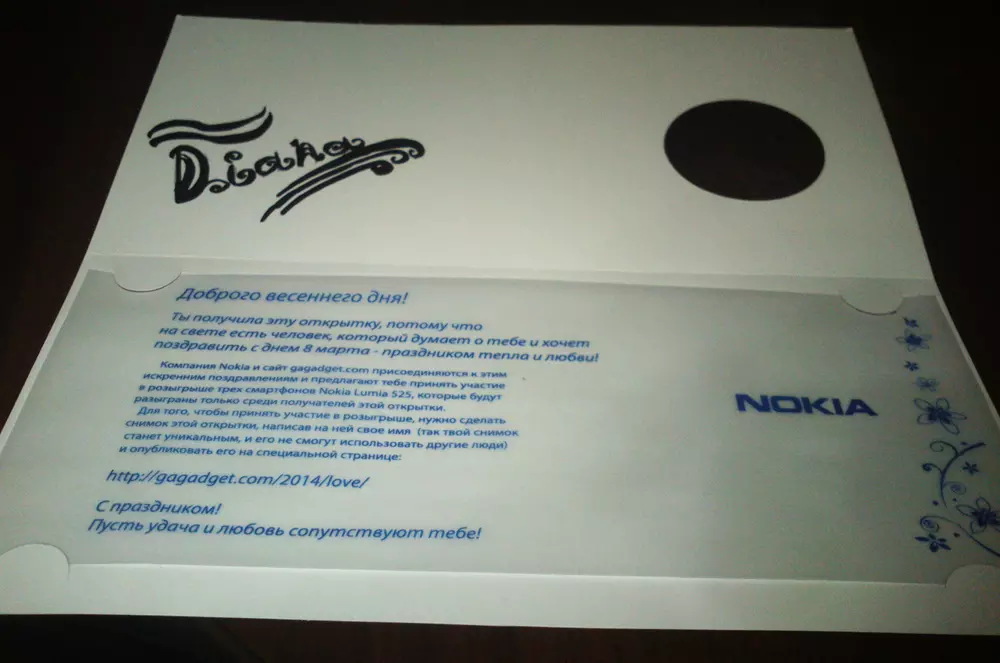 Diana
Доброго весеннего дня!
Ты получила эту открытку, потому что
на свете есть человек, который думает о тебе и хочет
поздравить с днем 8 марта - праздником тепла и любви!
Компания Nokia и сайт gagadget.com присоединяются к этим
искренним поздравлениям и предлагают тебе принять участие
в розыгрыше трех смартфонов Nokia Lumia 525, которые будут
разыграны только среди получателей этой открытки.
Для того, чтобы принять участие в розыгрыше, нужно сделать
снимок этой открытки, написав на ней свое имя (так твой снимок
станет уникальным, и его не смогут использовать другие люди)
и опубликовать его на специальной странице:
http://gagadget.com/2014/love/
С праздником!
Пусть удача и любовь сопутствуют тебе!
NOKIA